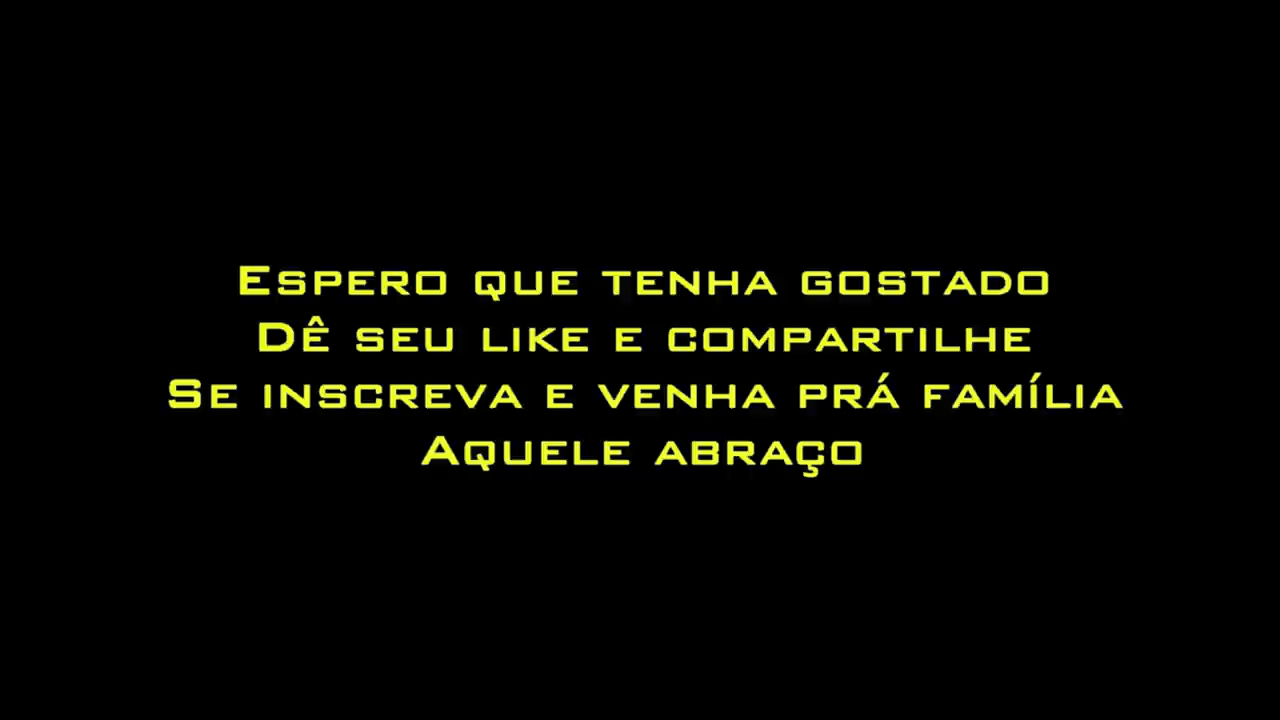 Espero que tenha gostado
Dê seu like e compartilhe
Se inscreva e venha prá família
Aquele abraço